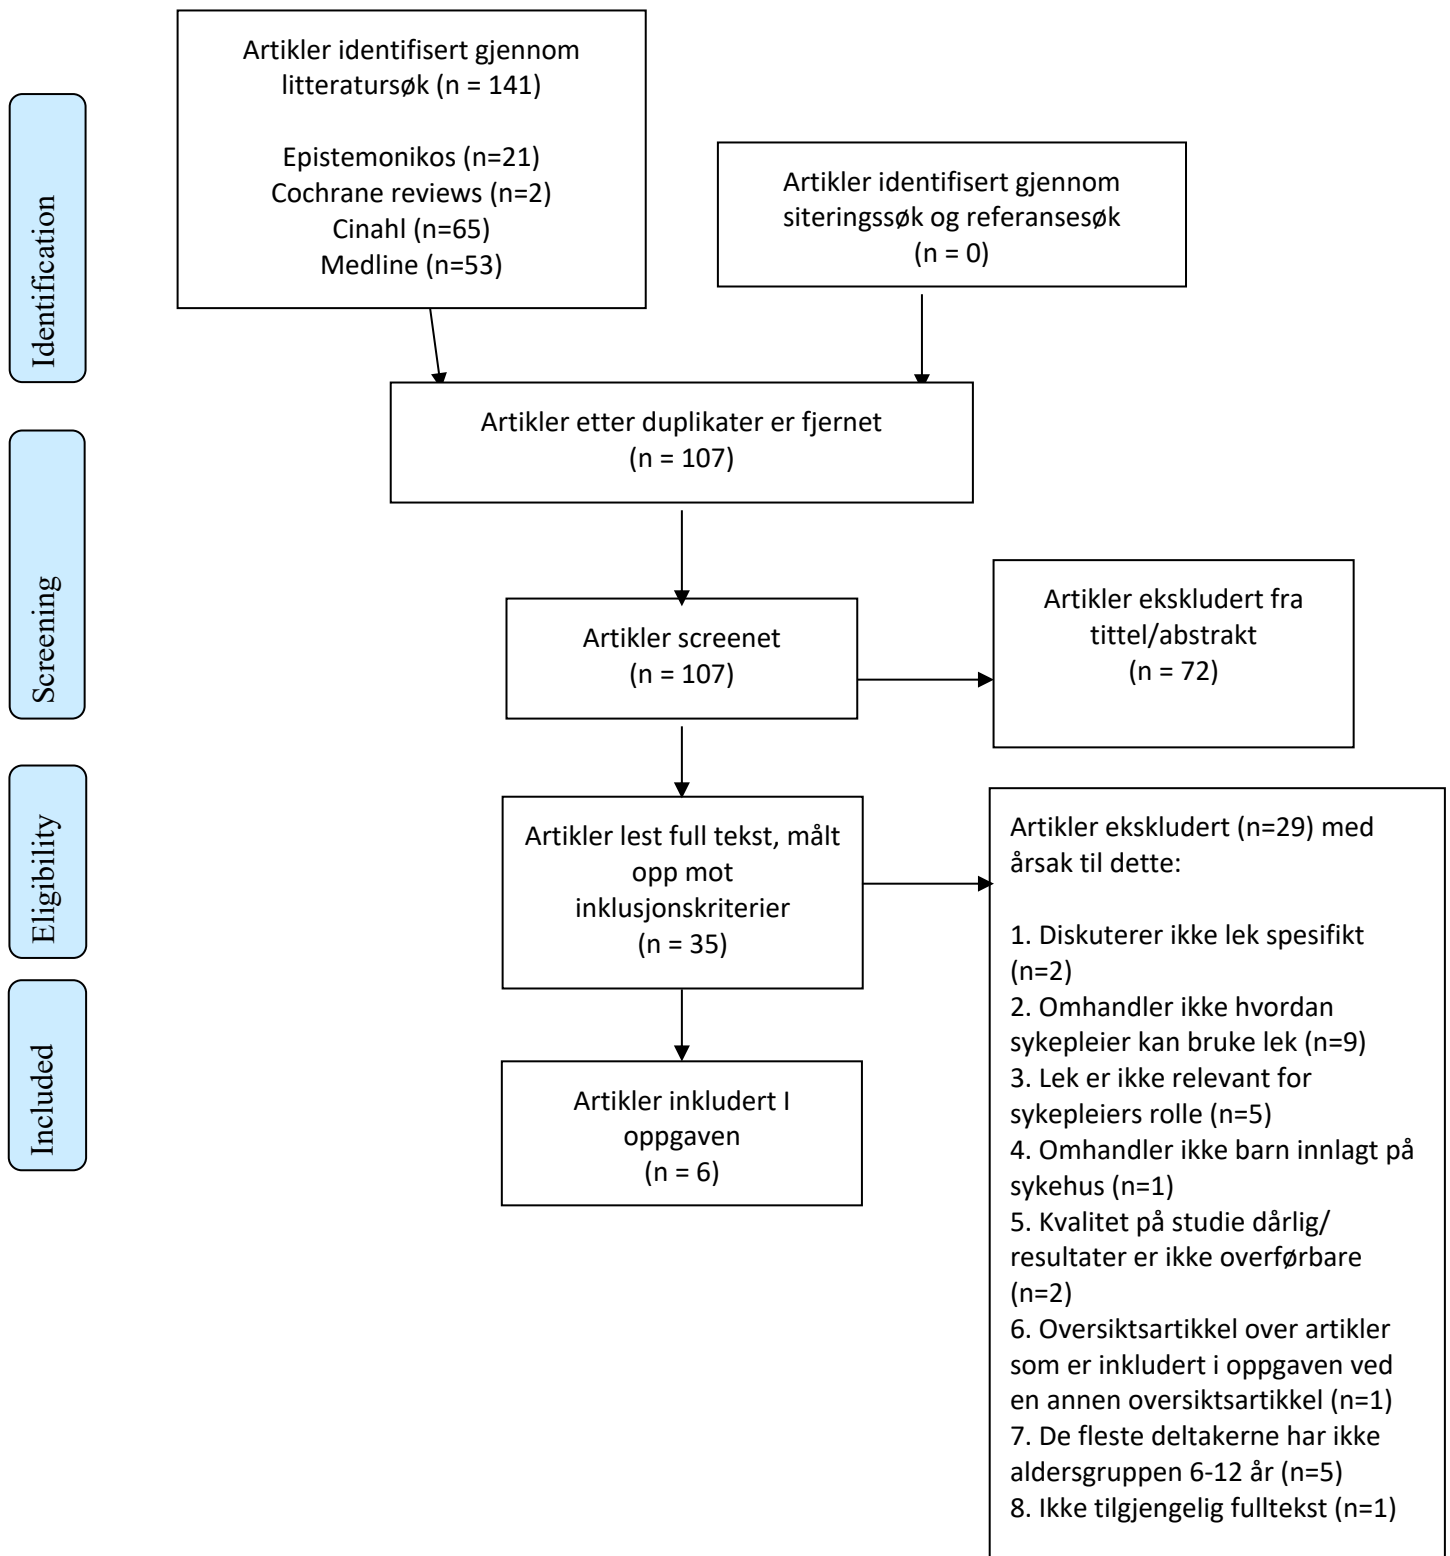 Artikler identifisert gjennom
litteratursøk (n = 141)
Epistemonikos (n=21)
Cochrane reviews (n=2)
Cinahl (n=65)
Medline (n=53)
Artikler identifisert gjennom
siteringssøk og referansesøk
(n = 0)
Identification
Artikler etter duplikater er fjernet
(n = 107)
Screening
Artikler screenet
(n = 107)
Artikler ekskludert fra
tittel/abstrakt
(n = 72)
Eligibility
Artikler lest full tekst, målt
opp mot
inklusjonskriterier
(n = 35)
Artikler ekskludert (n=29) med
årsak til dette:
1. Diskuterer ikke lek spesifikt
(n=2)
2. Omhandler ikke hvordan
sykepleier kan bruke lek (n=9)
3. Lek er ikke relevant for
sykepleiers rolle (n=5)
4. Omhandler ikke barn innlagt på
sykehus (n=1)
5. Kvalitet på studie dårlig/
resultater er ikke overførbare
(n=2)
6. Oversiktsartikkel over artikler
som er inkludert i oppgaven ved
en annen oversiktsartikkel (n=1)
7. De fleste deltakerne har ikke
aldersgruppen 6-12 år (n=5)
8. Ikke tilgjengelig fulltekst (n=1)
Included
Artikler inkludert I
oppgaven
(n = 6)